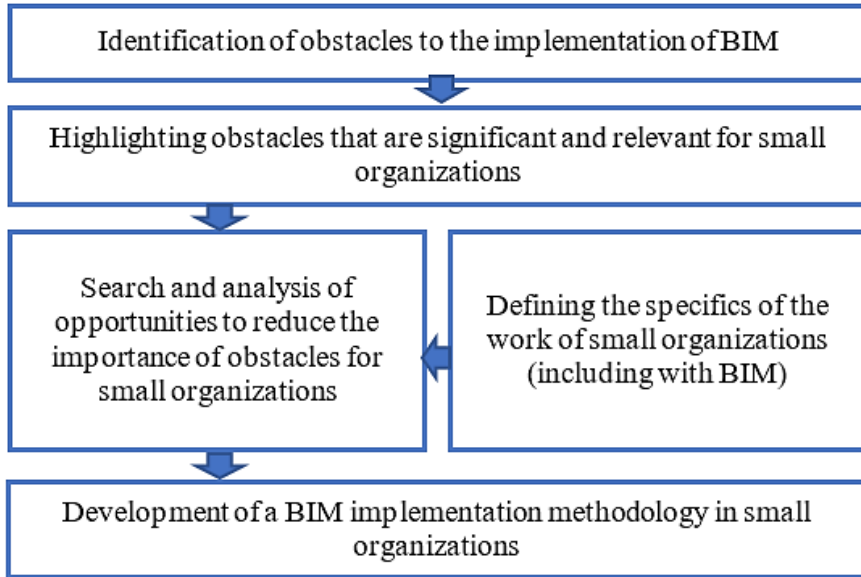 Identification of obstacles to the implementation of BIM
Highlighting obstacles that are significant and relevant for small
organizations
Search and analysis of
opportunities to reduce the
importance of obstacles for
small organizations
Defining the specifics of the
work of small organizations
(including with BIM)
Development of a BIM implementation methodology in small
organizations